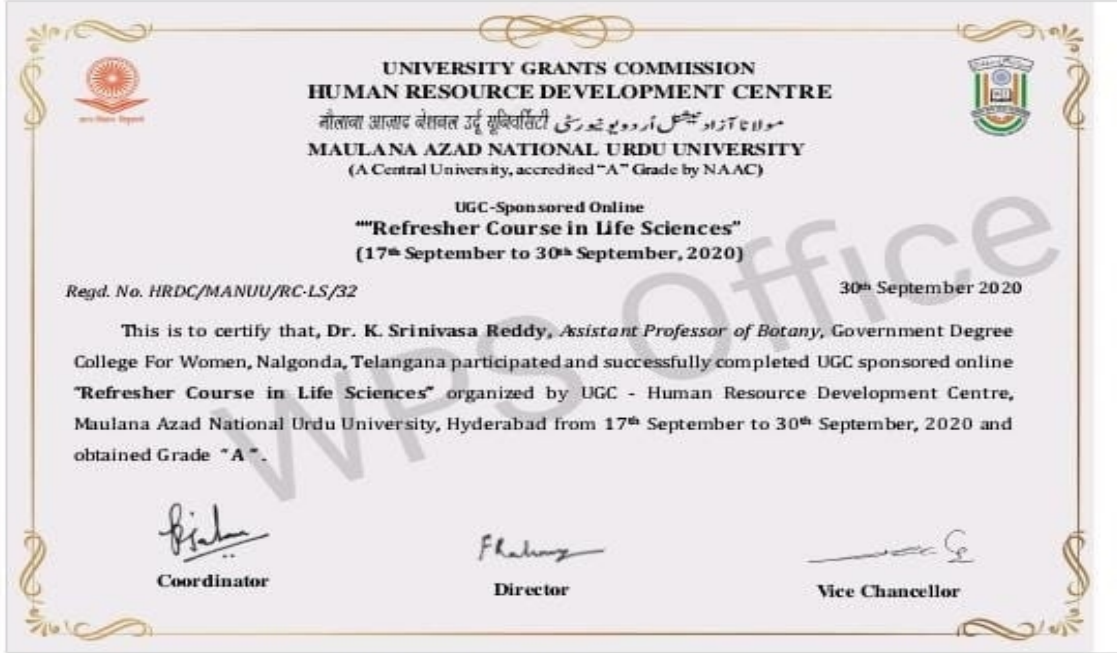 UNIVERSITY GRANTS COMMISSION
HUMAN RESOURCE DEVELOPMENT CENTRE
मौलाना आज़ाद नेशनल उर्दू यूनिवर्सिटी مولانا آزاد نیشنل اُردو یونیورسٹی
MAULANA AZAD NATIONAL URDU UNIVERSITY
(A Central University, accredited “A” Grade by NAAC)
UGC-Sponsored Online
““Refresher Course in Life Sciences”
(17th September to 30th September, 2020)
Regd. No. HRDC/MANUU/RC-LS/32
30th September 2020
This is to certify that, Dr. K. Srinivasa Reddy, Assistant Professor of Botany, Government Degree
College For Women, Nalgonda, Telangana participated and successfully completed UGC sponsored online
“Refresher Course in Life Sciences” organized by UGC - Human Resource Development Centre,
Maulana Azad National Urdu University, Hyderabad from 17th September to 30th September, 2020 and
obtained Grade “A”.
WPS Office
Coordinator
Director
Vice Chancellor